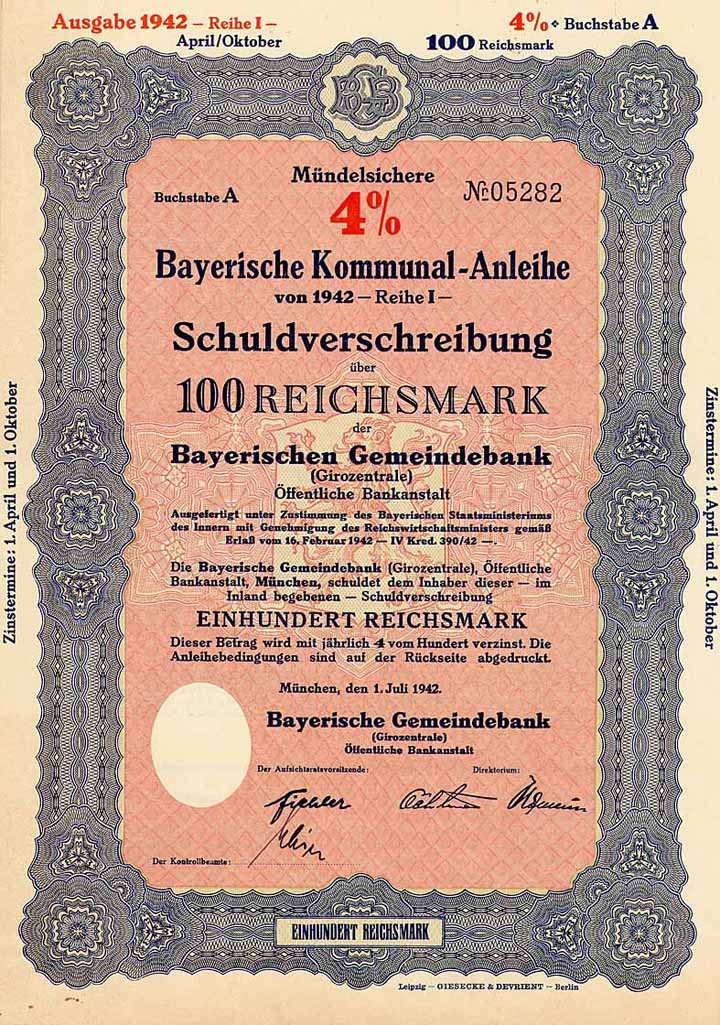 Ausgabe 1942 – Reihe I –
April/Oktober
4% ❖ Buchstabe A
100 Reichsmark
Mündelsichere
Buchstabe A
№ 05282
4%
Bayerische Kommunal-Anleihe
von 1942 – Reihe I –
Schuldverschreibung
über
100 REICHSMARK
der
Bayerischen Gemeindebank
(Girozentrale)
Öffentliche Bankanstalt
Ausgefertigt unter Zustimmung des Bayerischen Staatsministeriums
des Innern mit Genehmigung des Reichswirtschaftsministers gemäß
Erlaß vom 16. Februar 1942 – IV Kred. 390/42 –.
Die Bayerische Gemeindebank (Girozentrale), Öffentliche
Bankanstalt, München, schuldet dem Inhaber dieser – im
Inland begebenen – Schuldverschreibung
EINHUNDERT REICHSMARK
Dieser Betrag wird mit jährlich 4 vom Hundert verzinst. Die
Anleihebedingungen sind auf der Rückseite abgedruckt.
München, den 1. Juli 1942.
Bayerische Gemeindebank
(Girozentrale)
Öffentliche Bankanstalt
Der Aufsichtsratsvorsitzende:
Direktorium:
Der Kontrollbeamte:
EINHUNDERT REICHSMARK
Leipzig – GIESECKE & DEVRIENT – Berlin
Zinstermine: 1. April und 1. Oktober
Zinstermine: 1. April und 1. Oktober